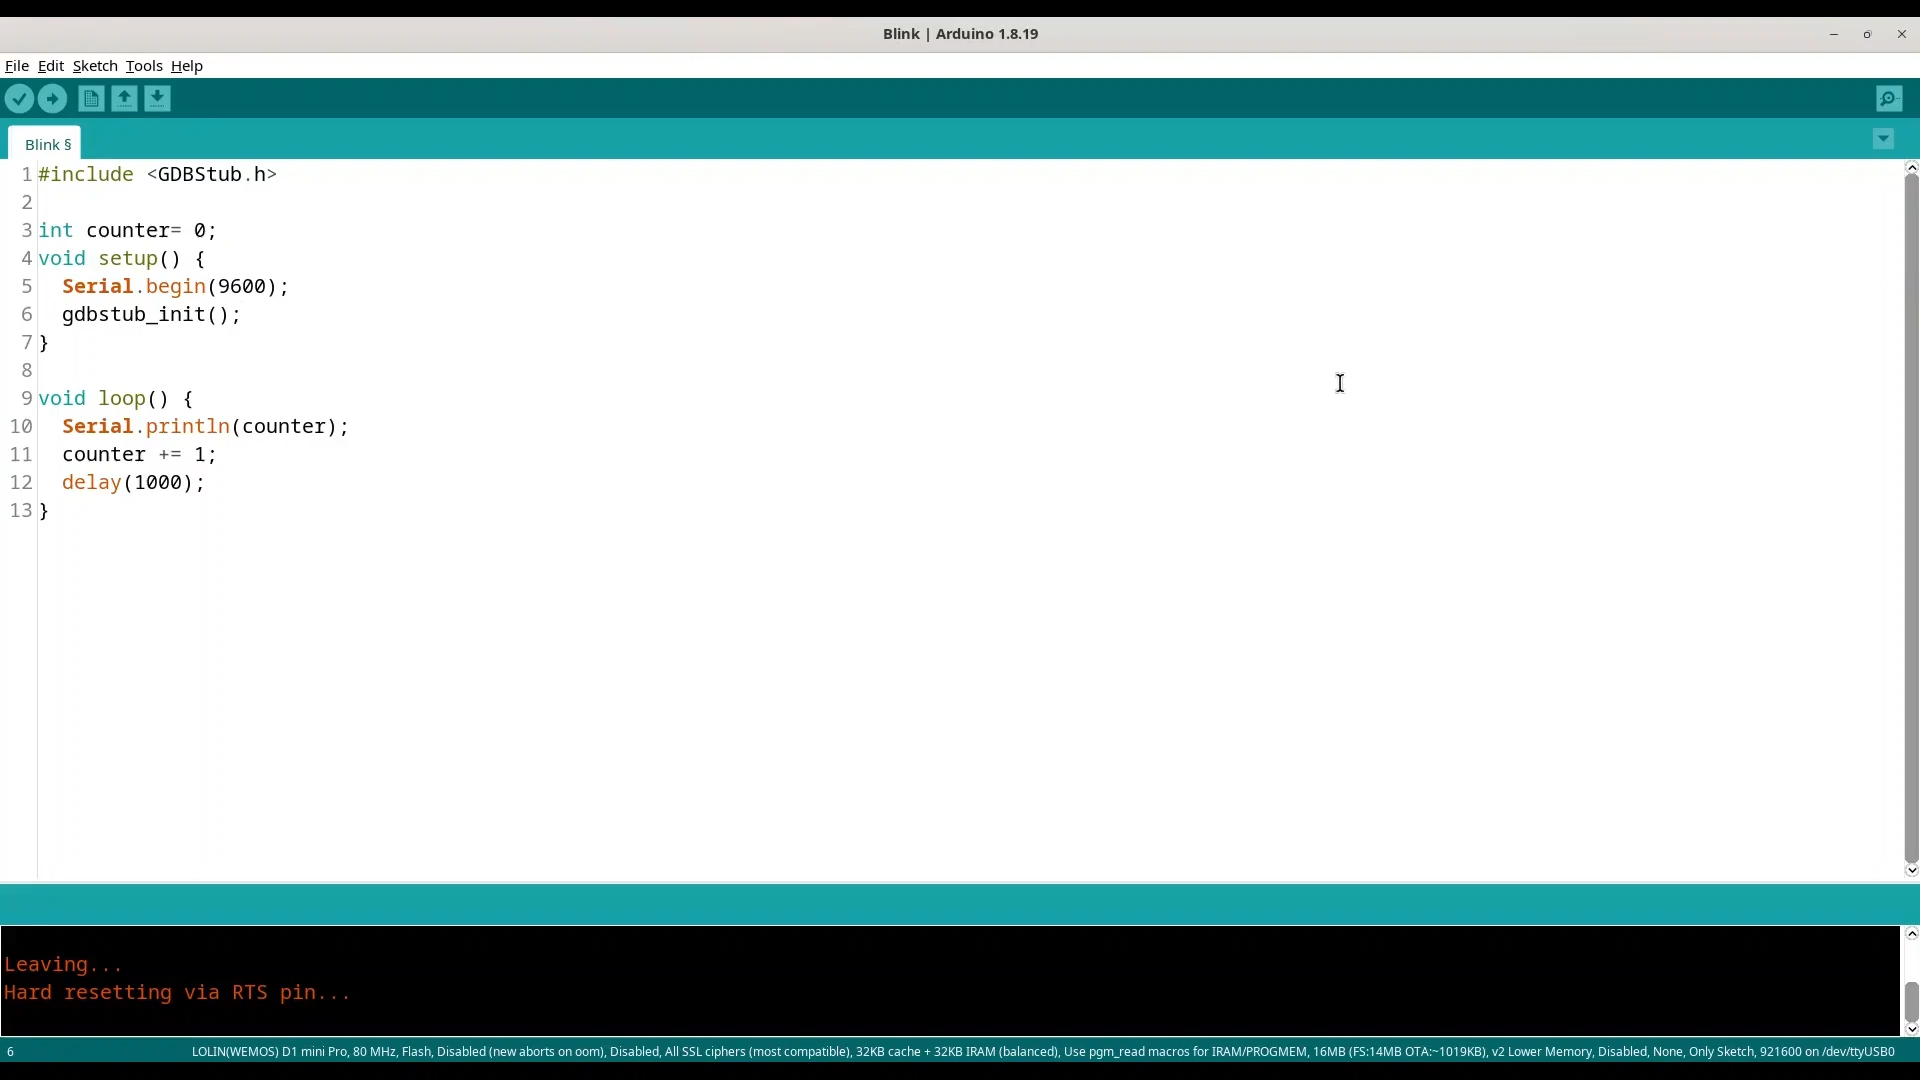 Blink | Arduino 1.8.19
File Edit Sketch Tools Help
Blink §
1 #include <GDBStub.h>
2
3 int counter= 0;
4 void setup() {
5 Serial.begin(9600);
6 gdbstub_init();
7 }
8
9 void loop() {
10 Serial.println(counter);
11 counter += 1;
12 delay(1000);
13 }
Leaving...
Hard resetting via RTS pin...
6 LOLIN(WEMOS) D1 mini Pro, 80 MHz, Flash, Disabled (new aborts on oom), Disabled, All SSL ciphers (most compatible), 32KB cache + 32KB IRAM (balanced), Use pgm_read macros for IRAM/PROGMEM, 16MB (FS:14MB OTA:~1019KB), v2 Lower Memory, Disabled, None, Only Sketch, 921600 on /dev/ttyUSB0